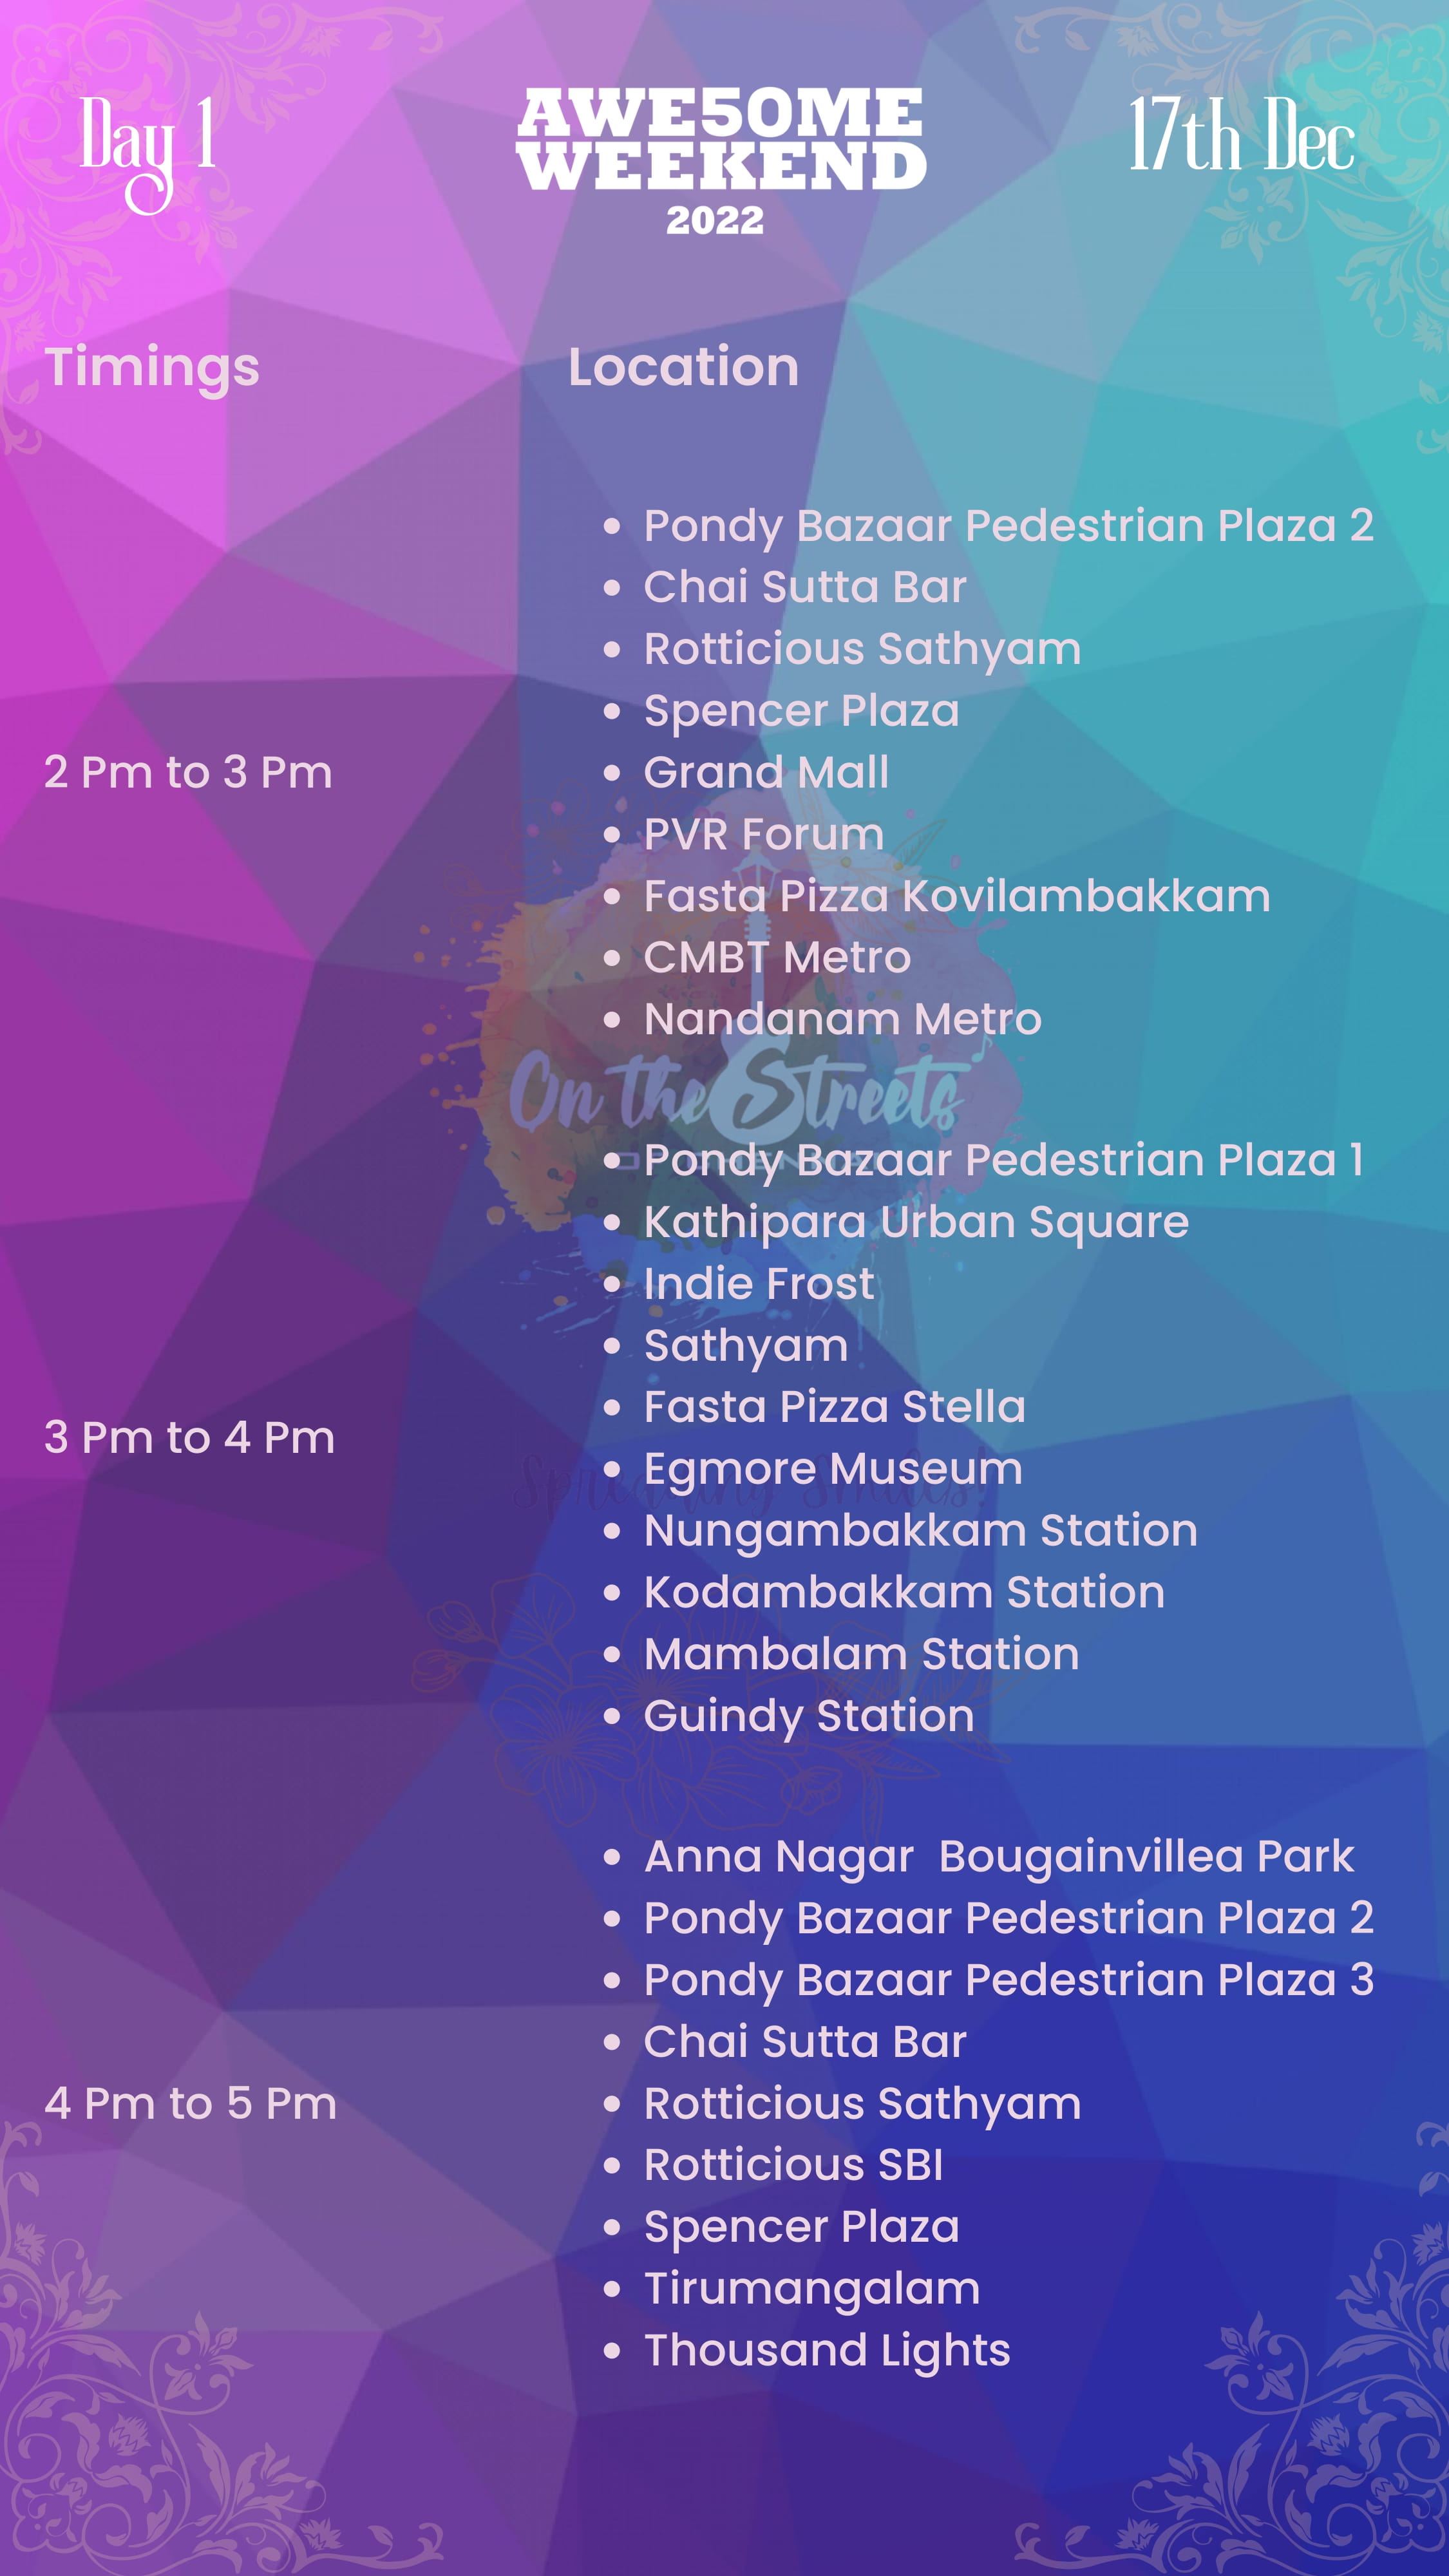 Day 1
AWE50ME
WEEKEND
2022
17th Dec
Timings
Location
2 Pm to 3 Pm
• Pondy Bazaar Pedestrian Plaza 2
• Chai Sutta Bar
• Rotticious Sathyam
• Spencer Plaza
• Grand Mall
• PVR Forum
• Fasta Pizza Kovilambakkam
• CMBT Metro
• Nandanam Metro
On the Streets
OF CHENNAI
3 Pm to 4 Pm
• Pondy Bazaar Pedestrian Plaza 1
• Kathipara Urban Square
• Indie Frost
• Sathyam
• Fasta Pizza Stella
• Egmore Museum
Spreading Smiles!
• Nungambakkam Station
• Kodambakkam Station
• Mambalam Station
• Guindy Station
4 Pm to 5 Pm
• Anna Nagar  Bougainvillea Park
• Pondy Bazaar Pedestrian Plaza 2
• Pondy Bazaar Pedestrian Plaza 3
• Chai Sutta Bar
• Rotticious Sathyam
• Rotticious SBI
• Spencer Plaza
• Tirumangalam
• Thousand Lights